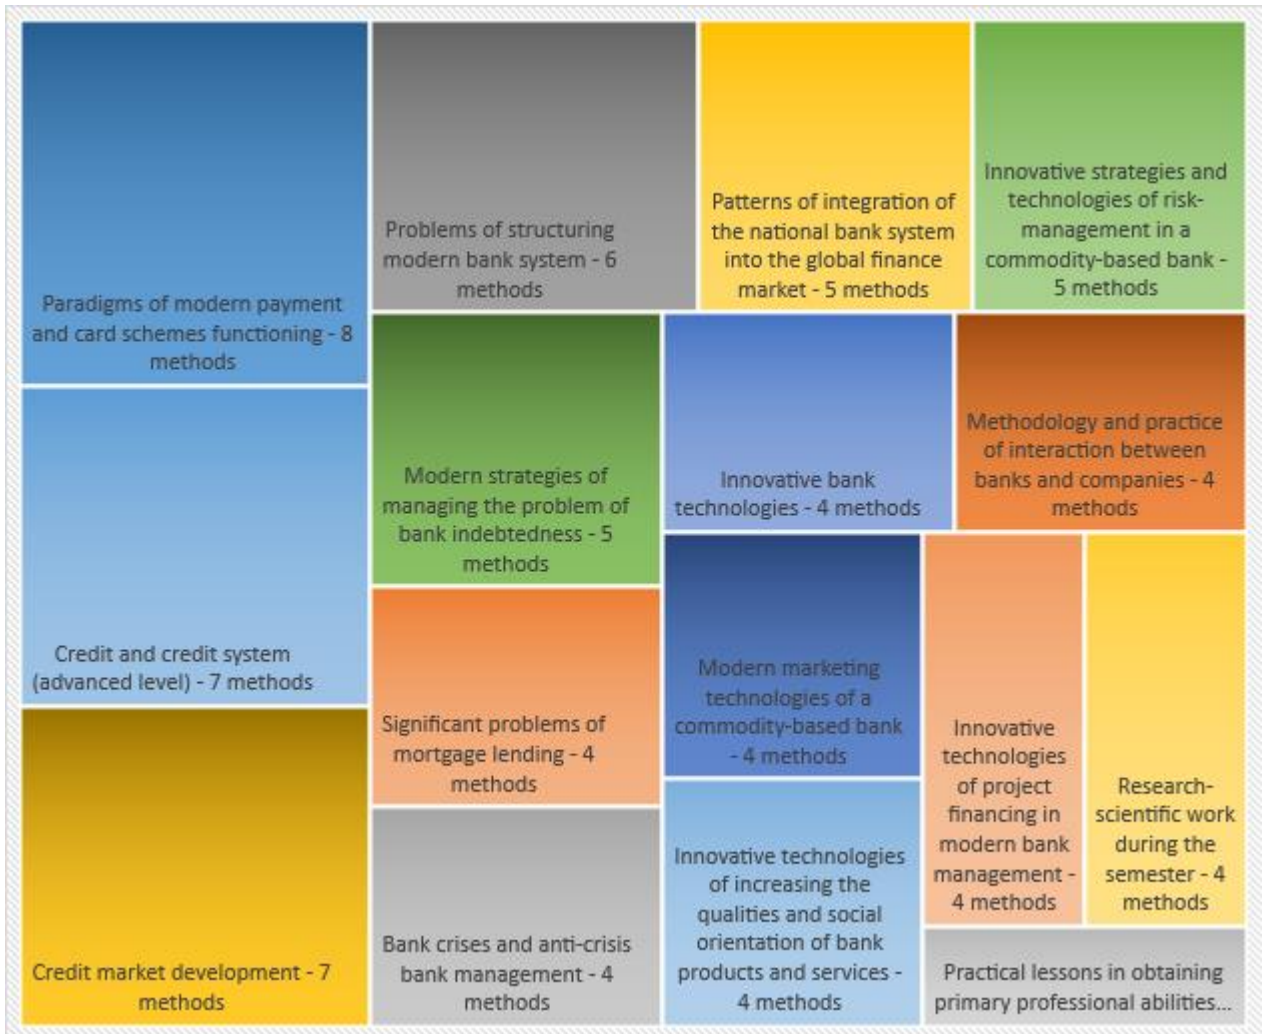 Paradigms of modern payment
and card schemes functioning - 8
methods
Credit and credit system
(advanced level) - 7 methods
Credit market development - 7
methods
Problems of structuring
modern bank system - 6
methods
Patterns of integration of
the national bank system
into the global finance
market - 5 methods
Innovative strategies and
technologies of risk-
management in a
commodity-based bank -
5 methods
Modern strategies of
managing the problem of
bank indebtedness - 5
methods
Significant problems of
mortgage lending - 4
methods
Bank crises and anti-crisis
bank management - 4
methods
Innovative bank
technologies - 4 methods
Methodology and practice
of interaction between
banks and companies - 4
methods
Modern marketing
technologies of a
commodity-based bank
- 4 methods
Innovative technologies
of increasing the
qualities and social
orientation of bank
products and services -
4 methods
Innovative
technologies
of project
financing in
modern bank
management -
4 methods
Research-
scientific work
during the
semester - 4
methods
Practical lessons in obtaining
primary professional abilities...